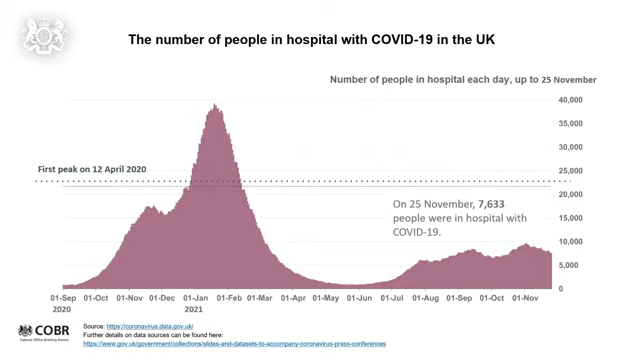 The number of people in hospital with COVID-19 in the UK
Number of people in hospital each day, up to 25 November
40,000
35,000
30,000
First peak on 12 April 2020
25,000
20,000
On 25 November, 7,633
people were in hospital with
COVID-19.
15,000
10,000
5,000
0
01-Sep 01-Oct 01-Nov 01-Dec 01-Jan 01-Feb 01-Mar 01-Apr 01-May 01-Jun 01-Jul 01-Aug 01-Sep 01-Oct 01-Nov
2020 2021
COBR
Cabinet Office Briefing Rooms
Source: https://coronavirus.data.gov.uk/
Further details on data sources can be found here:
https://www.gov.uk/government/collections/slides-and-datasets-to-accompany-coronavirus-press-conferences